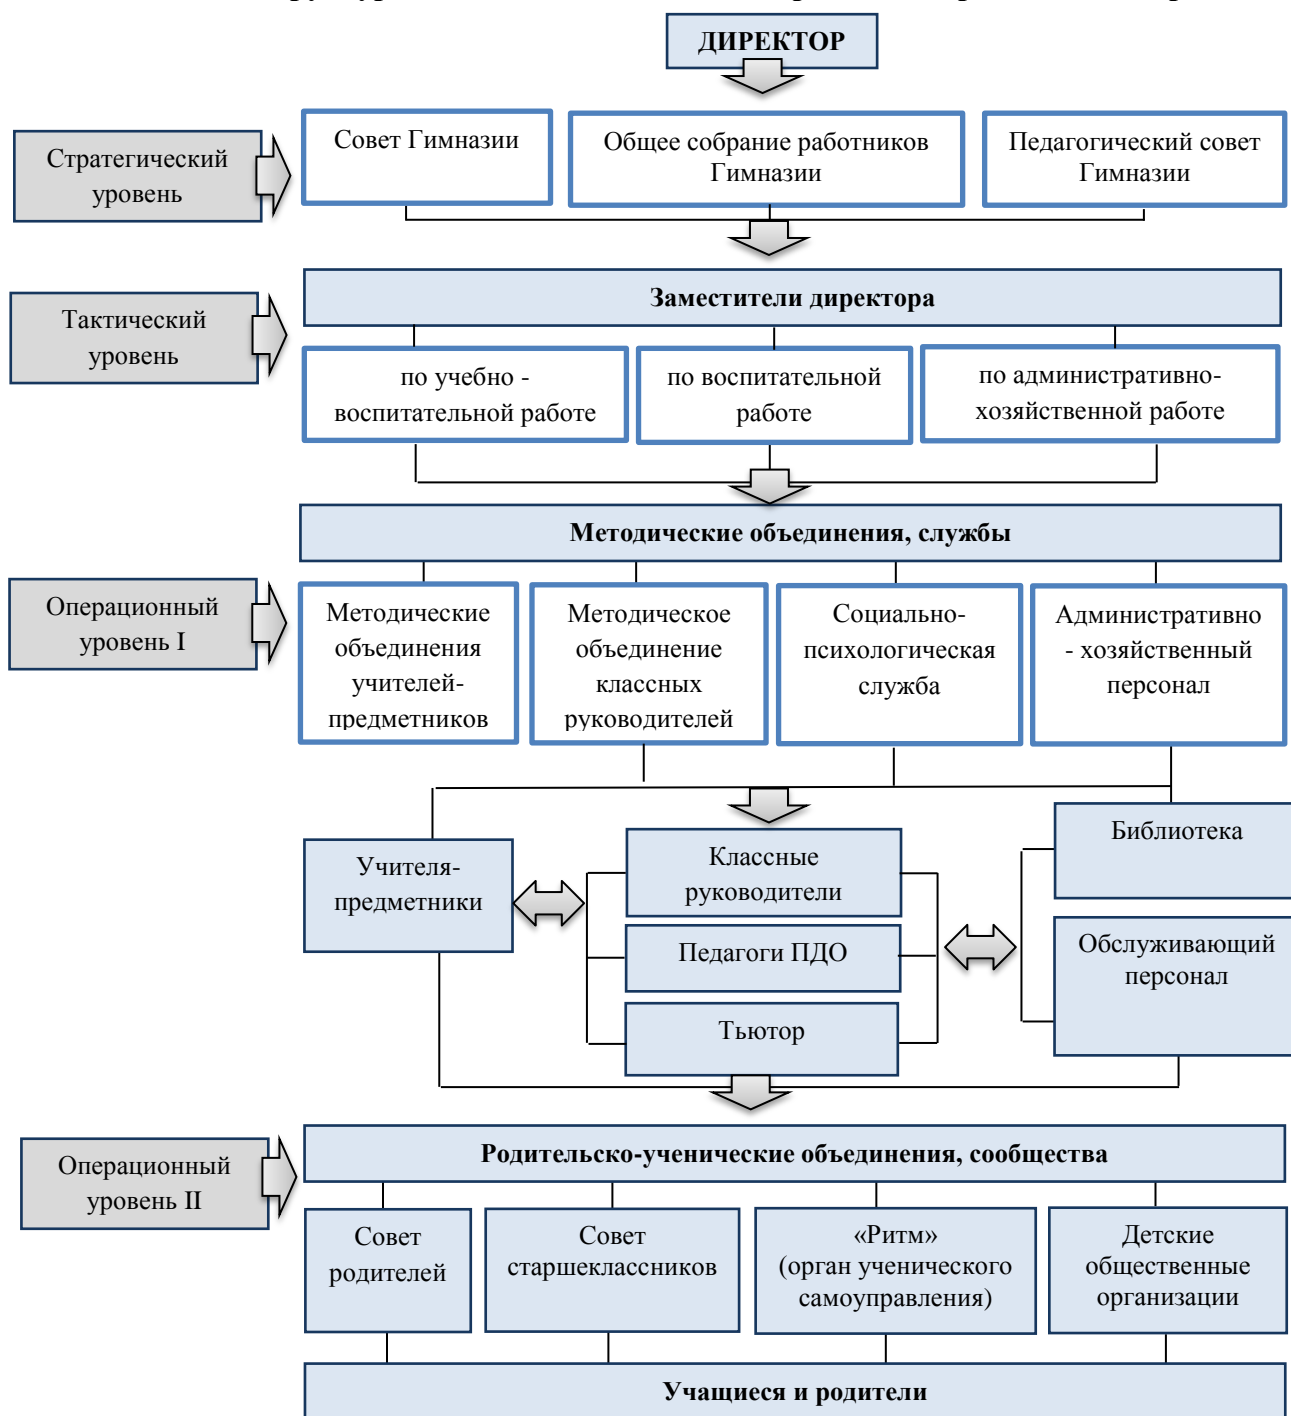 ДИРЕКТОР
Совет Гимназии
Общее собрание работников
Гимназии
Педагогический совет
Гимназии
Стратегический
уровень
Заместители директора
Тактический
уровень
по учебно -
воспитательной работе
по воспитательной
работе
по административно-
хозяйственной работе
Методические объединения, службы
Операционный
уровень I
Методические
объединения
учителей-
предметников
Методическое
объединение
классных
руководителей
Социально-
психологическая
служба
Административно
- хозяйственный
персонал
Учителя-
предметники
Классные
руководители
Педагоги ПДО
Тьютор
Библиотека
Обслуживающий
персонал
Операционный
уровень II
Родительско-ученические объединения, сообщества
Совет
родителей
Совет
старшеклассников
«Ритм»
(орган ученического
самоуправления)
Детские
общественные
организации
Учащиеся и родители